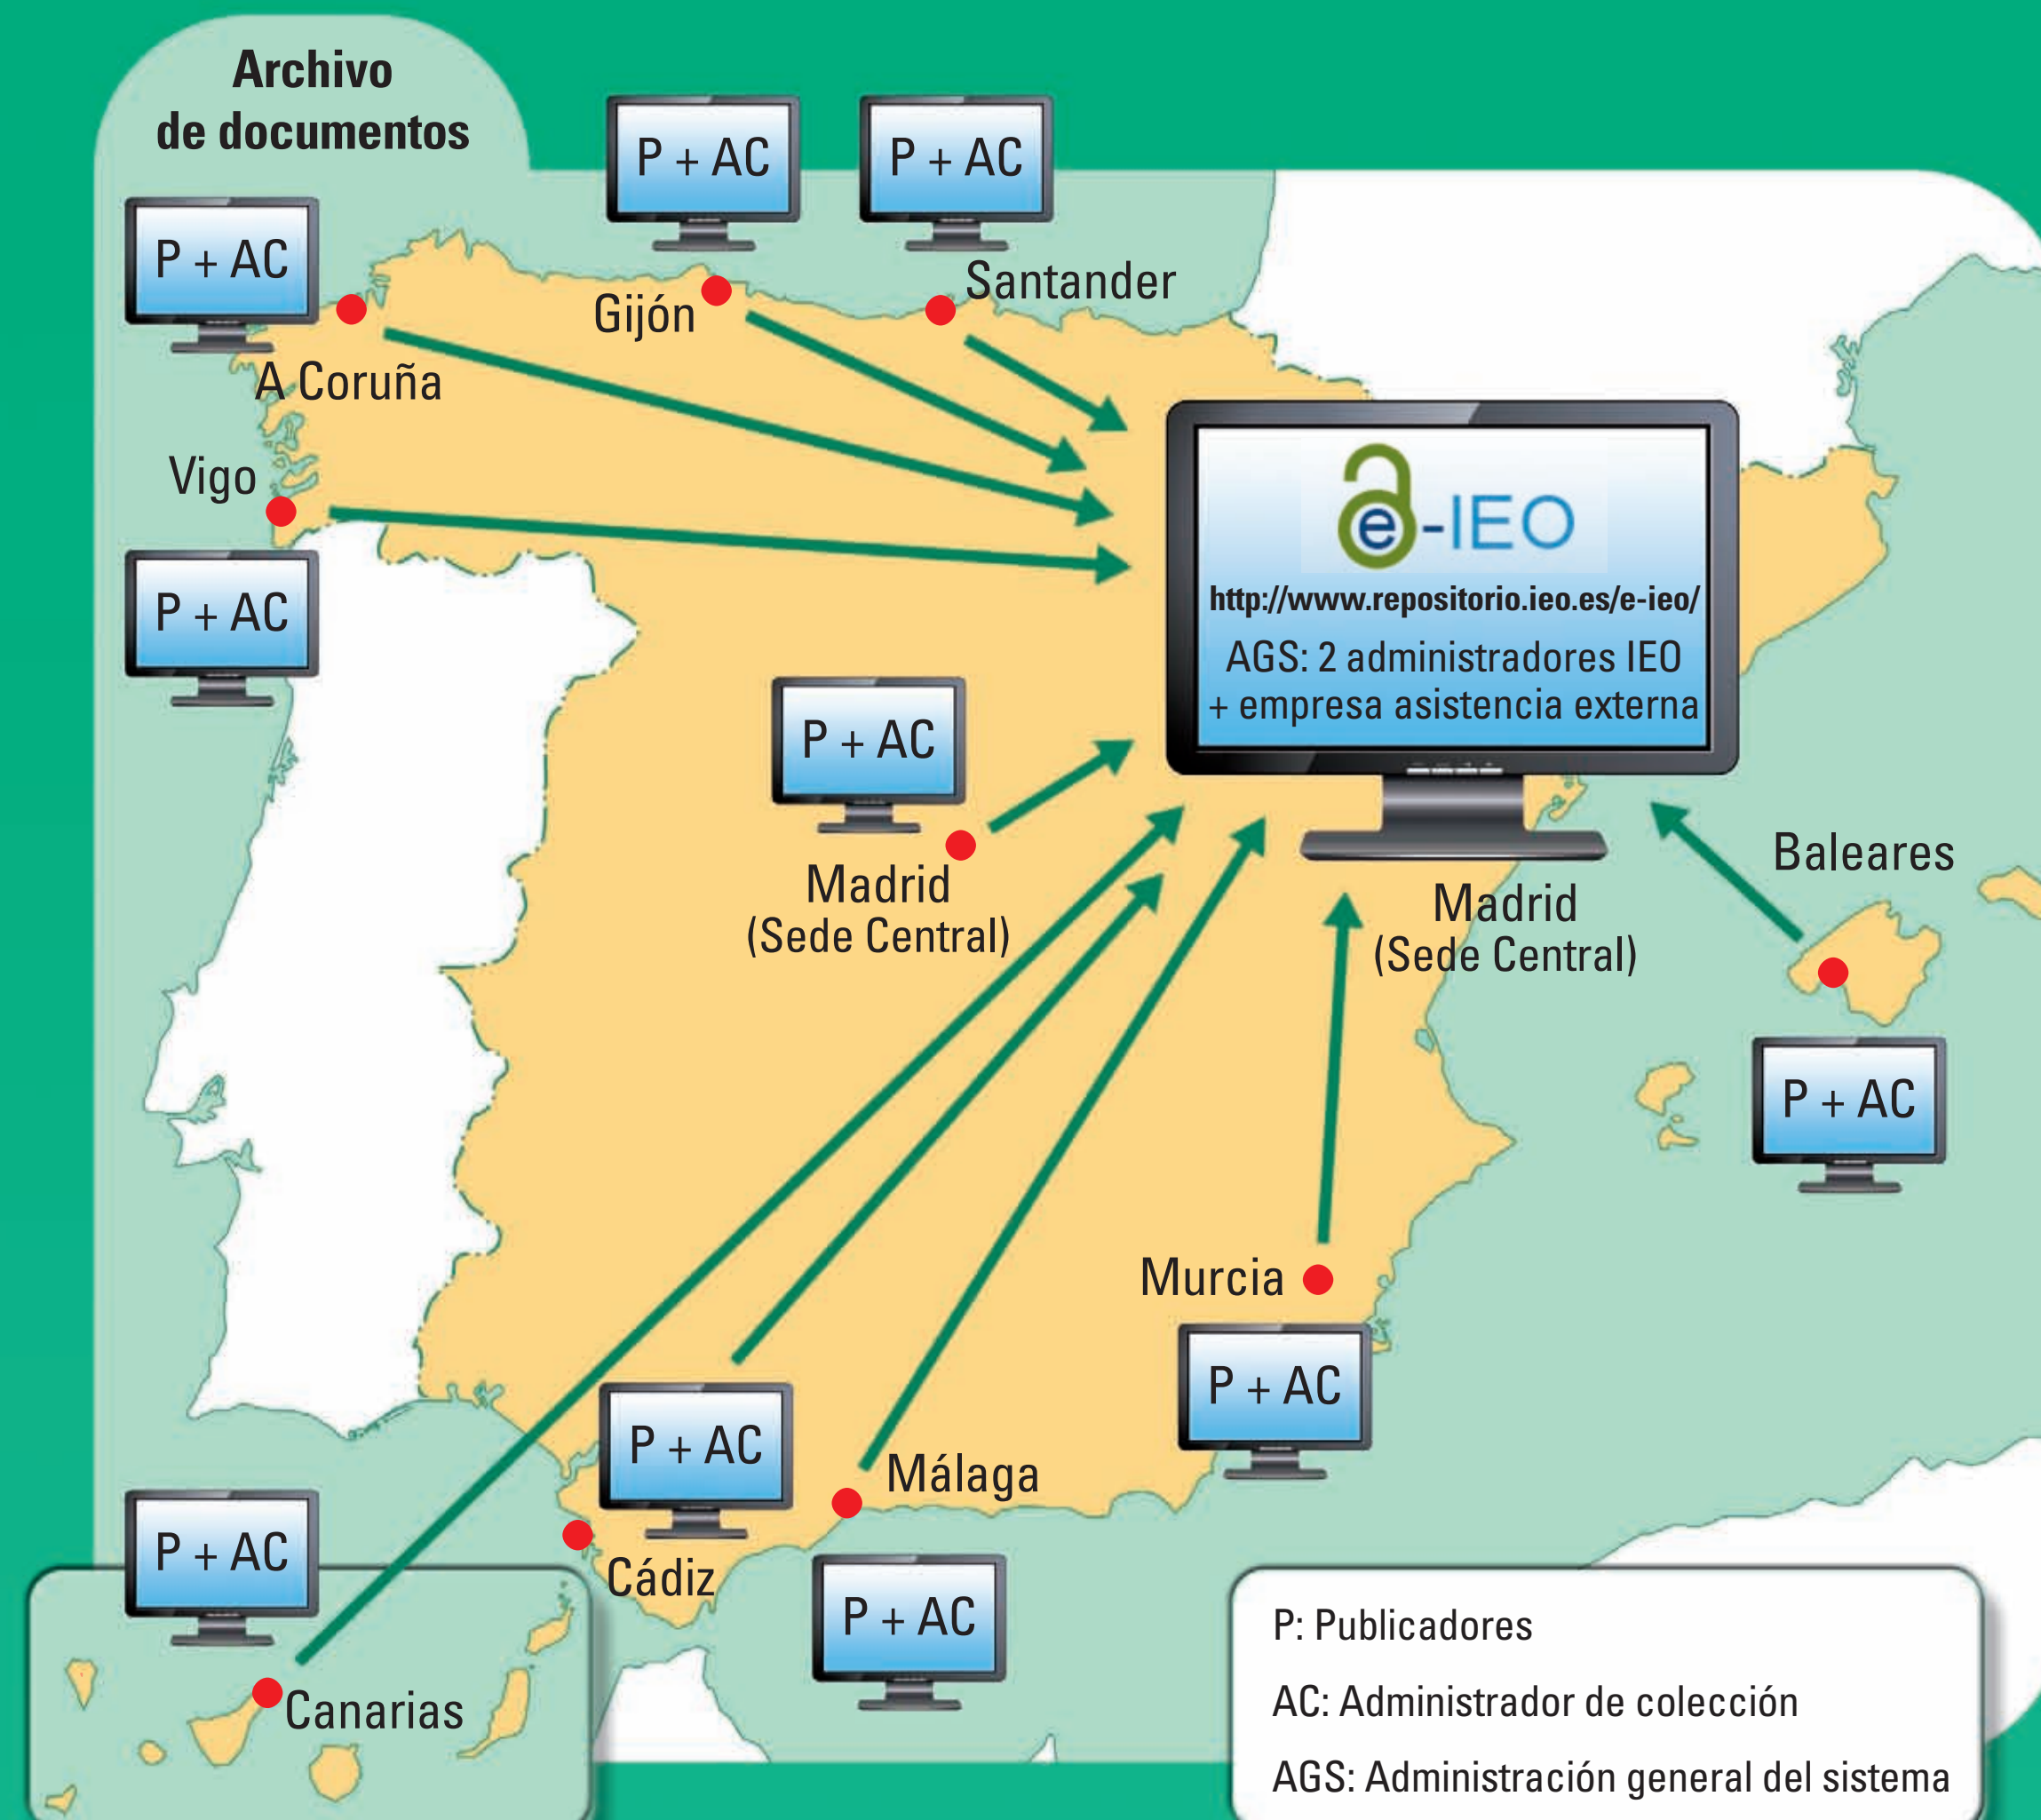 Archivo
de documentos
P + AC
P + AC
P + AC
Santander
Gijón
A Coruña
Vigo
P + AC
e-IEO
http://www.repositorio.ieo.es/e-ieo/
AGS: 2 administradores IEO
+ empresa asistencia externa
P + AC
Madrid
(Sede Central)
Madrid
(Sede Central)
Baleares
P + AC
Murcia
P + AC
P + AC
Málaga
Cádiz
P + AC
P + AC
Canarias
P: Publicadores
AC: Administrador de colección
AGS: Administración general del sistema